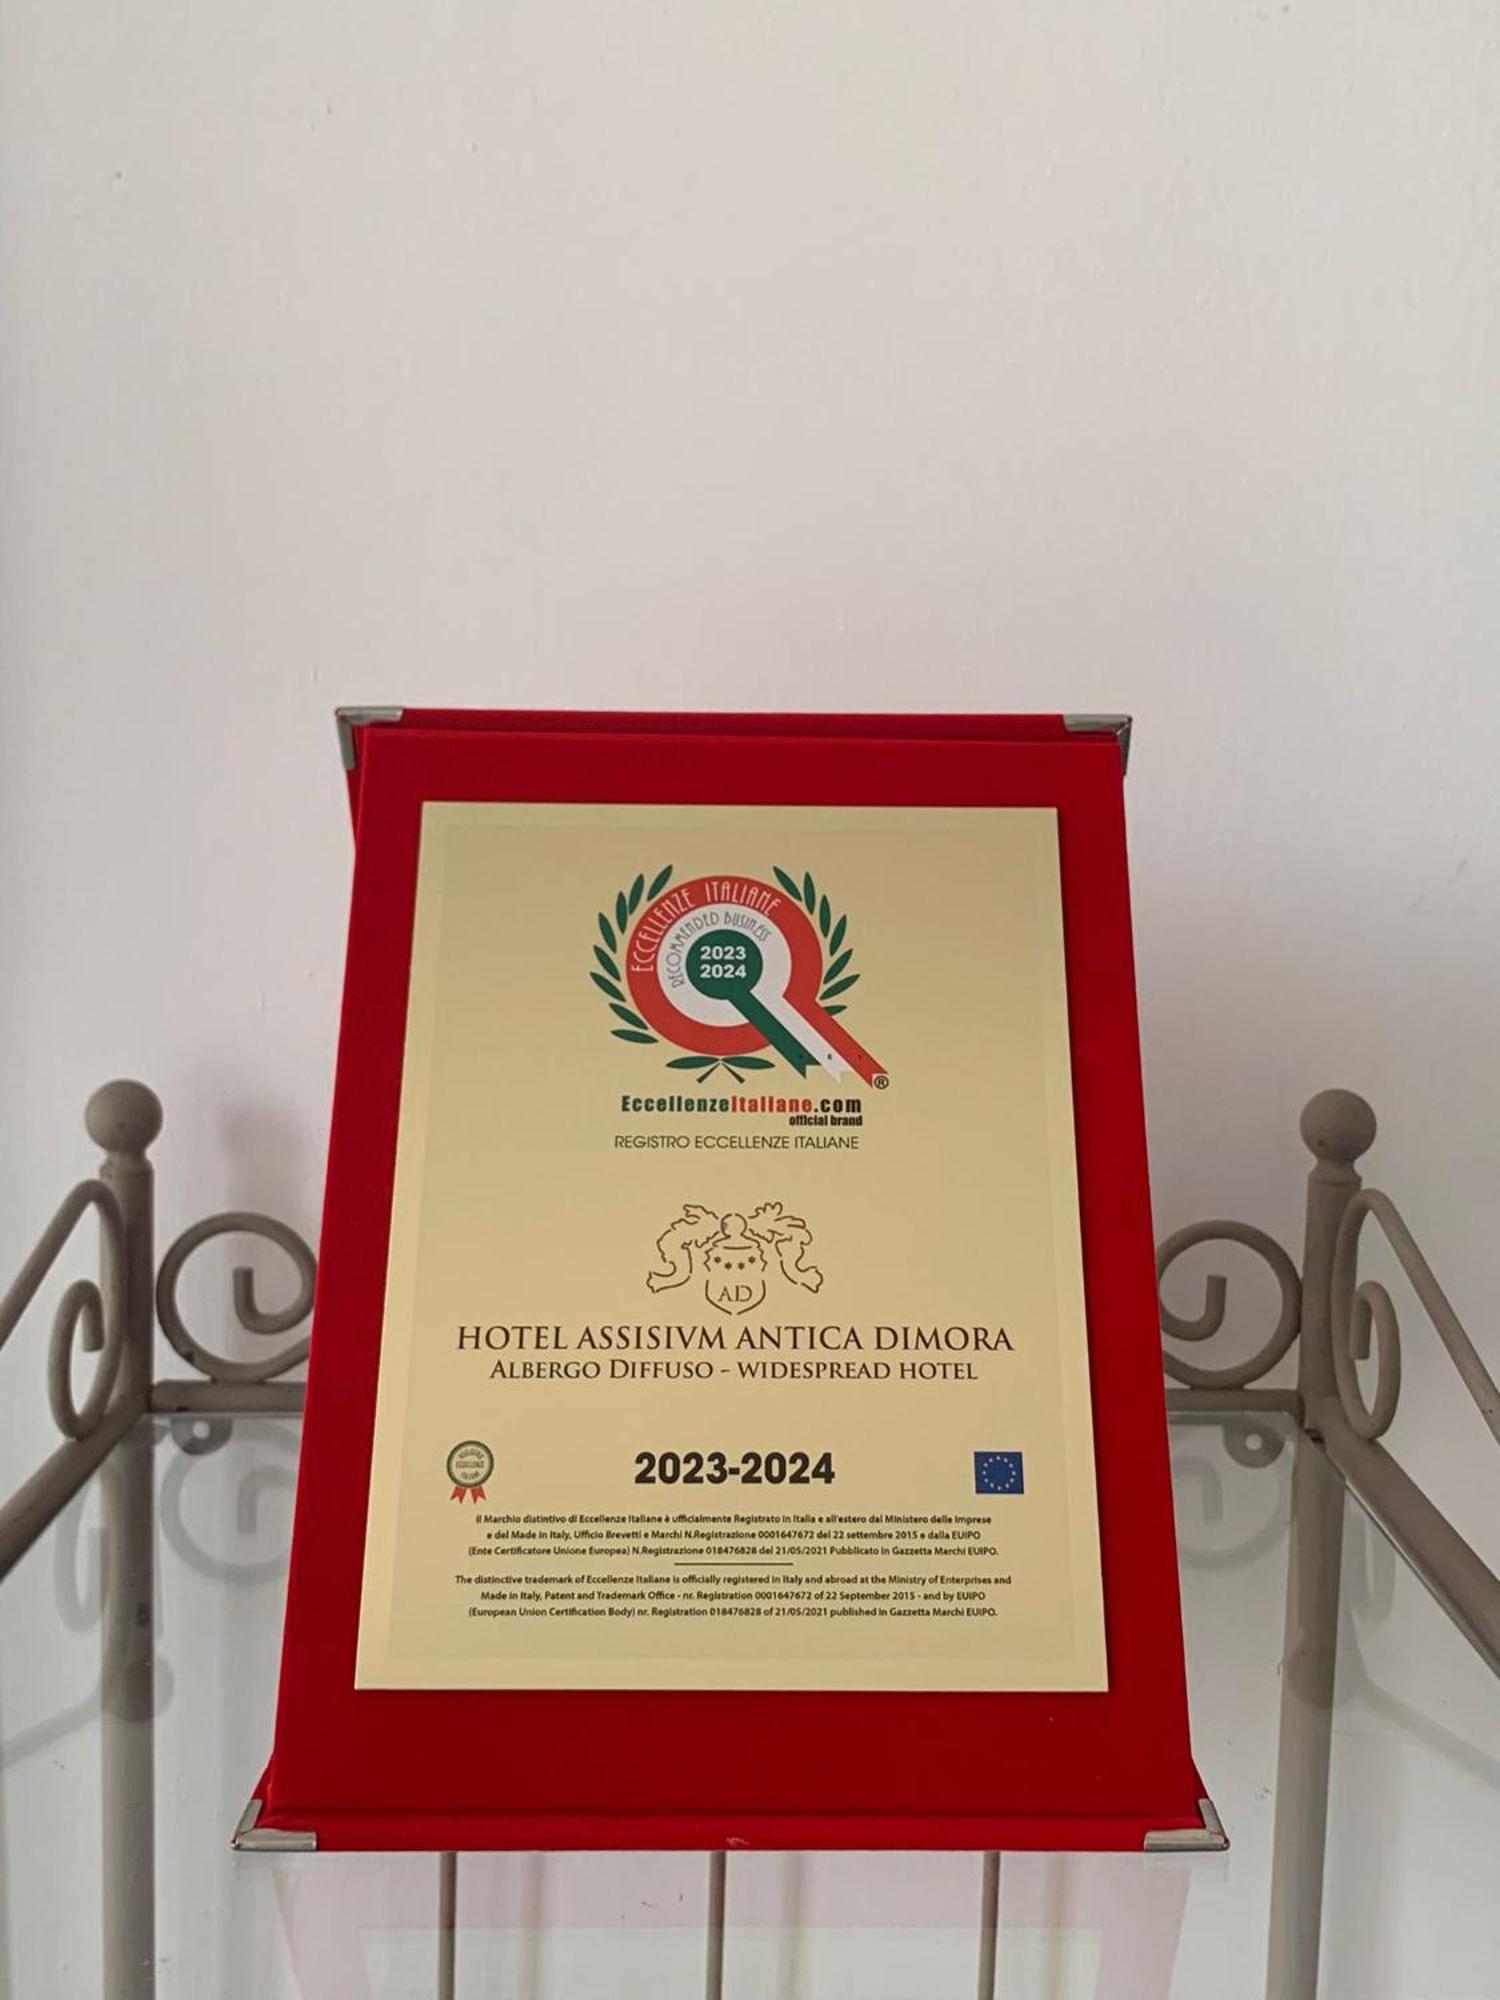 ECCELLENZE ITALIANE
RECOMMENDED BUSINESS
2023
2024
®
EccellenzeItaliane.com
official brand
REGISTRO ECCELLENZE ITALIANE
AD
HOTEL ASSISIVM ANTICA DIMORA
ALBERGO DIFFUSO - WIDESPREAD HOTEL
2023-2024
Il Marchio distintivo di Eccellenze Italiane è ufficialmente Registrato in Italia e all'estero dal Ministero delle Imprese
e del Made in Italy, Ufficio Brevetti e Marchi N.Registrazione 0001647672 del 22 settembre 2015 e dalla EUIPO
(Ente Certificatore Unione Europea) N.Registrazione 018476828 del 21/05/2021 Pubblicato in Gazzetta Marchi EUIPO.
The distinctive trademark of Eccellenze Italiane is officially registered in Italy and abroad at the Ministry of Enterprises and
Made in Italy, Patent and Trademark Office - nr. Registration 0001647672 of 22 September 2015 - and by EUIPO
(European Union Certification Body) nr. Registration 018476828 of 21/05/2021 published in Gazzetta Marchi EUIPO.